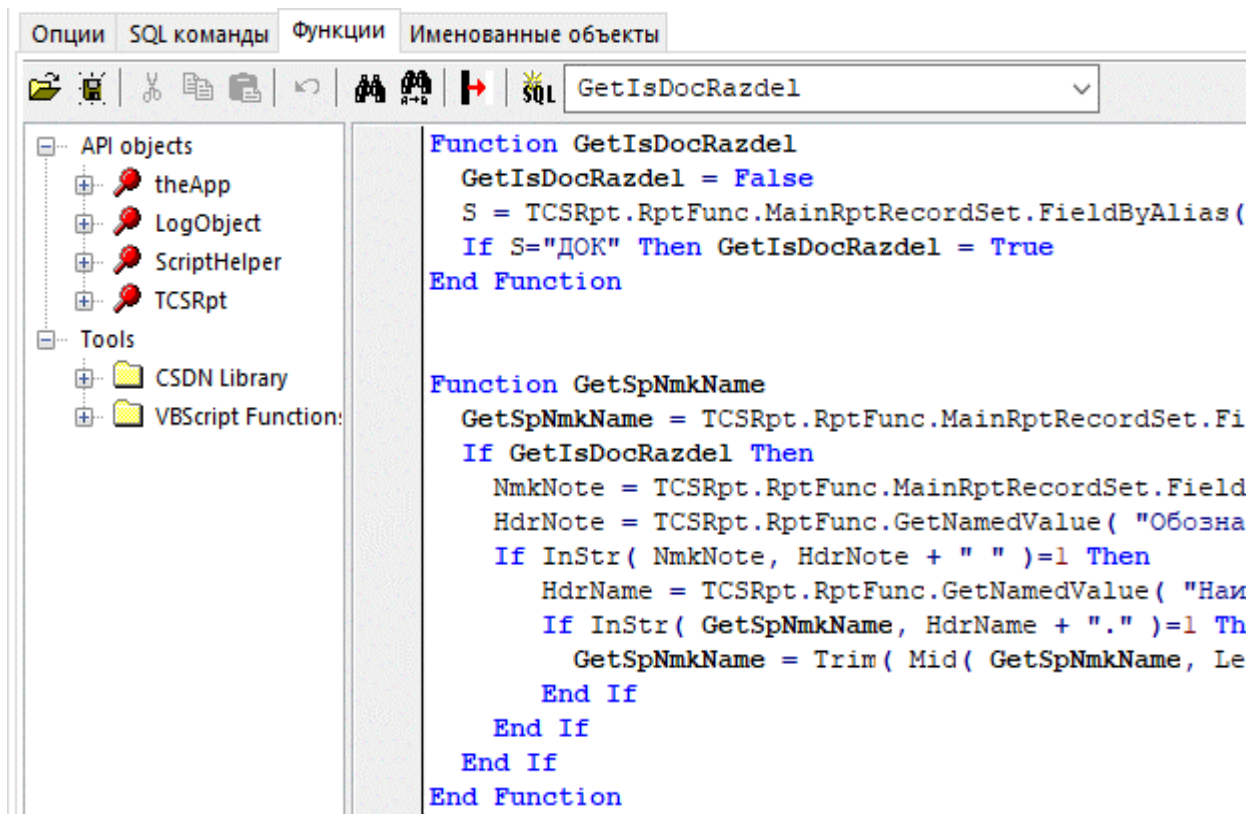 Опции SQL команды Функции Именованные объекты
A→B SQL GetIsDocRazdel
API objects
theApp
LogObject
ScriptHelper
TCSRpt
Tools
CSDN Library
VBScript Function
Function GetIsDocRazdel
GetIsDocRazdel = False
S = TCSRpt.RptFunc.MainRptRecordSet.FieldByAlias(
If S="ДОК" Then GetIsDocRazdel = True
End Function
Function GetSpNmkName
GetSpNmkName = TCSRpt.RptFunc.MainRptRecordSet.Fi
If GetIsDocRazdel Then
NmkNote = TCSRpt.RptFunc.MainRptRecordSet.Field
HdrNote = TCSRpt.RptFunc.GetNamedValue( "Обозна
If InStr( NmkNote, HdrNote + " " )=1 Then
HdrName = TCSRpt.RptFunc.GetNamedValue( "Наи
If InStr( GetSpNmkName, HdrName + "." )=1 Th
GetSpNmkName = Trim( Mid( GetSpNmkName, Le
End If
End If
End If
End Function